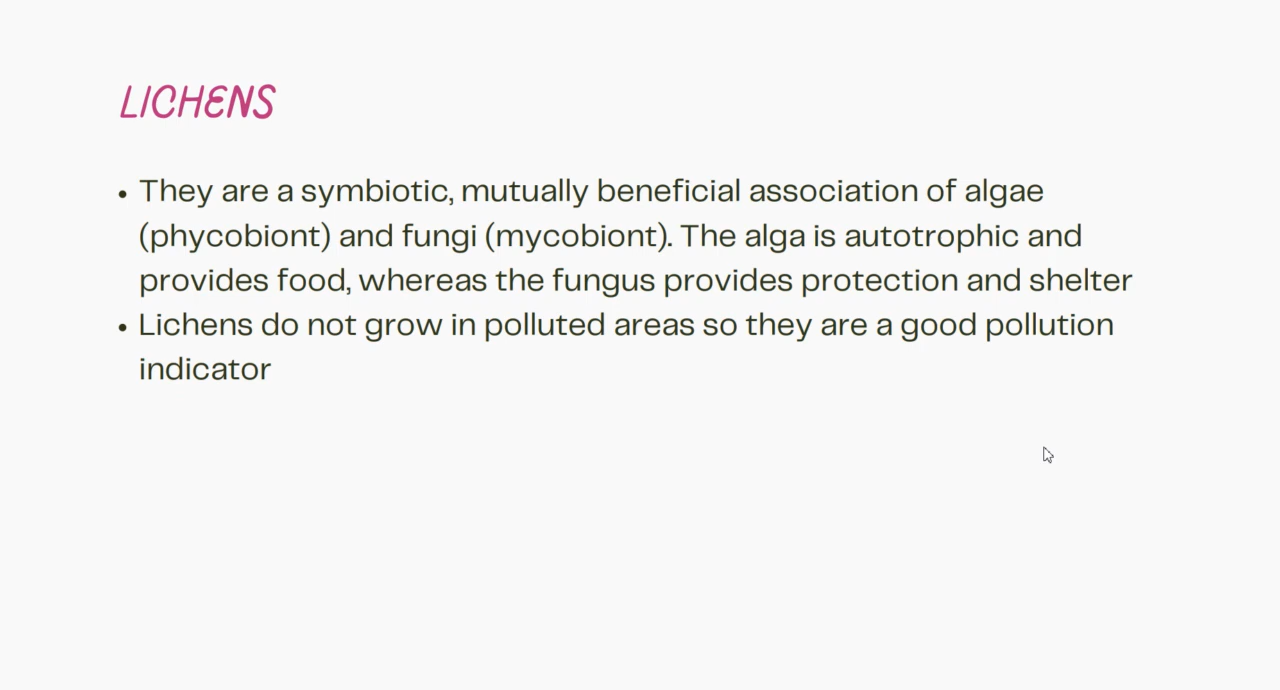 LICHENS
• They are a symbiotic, mutually beneficial association of algae
(phycobiont) and fungi (mycobiont). The alga is autotrophic and
provides food, whereas the fungus provides protection and shelter
• Lichens do not grow in polluted areas so they are a good pollution
indicator